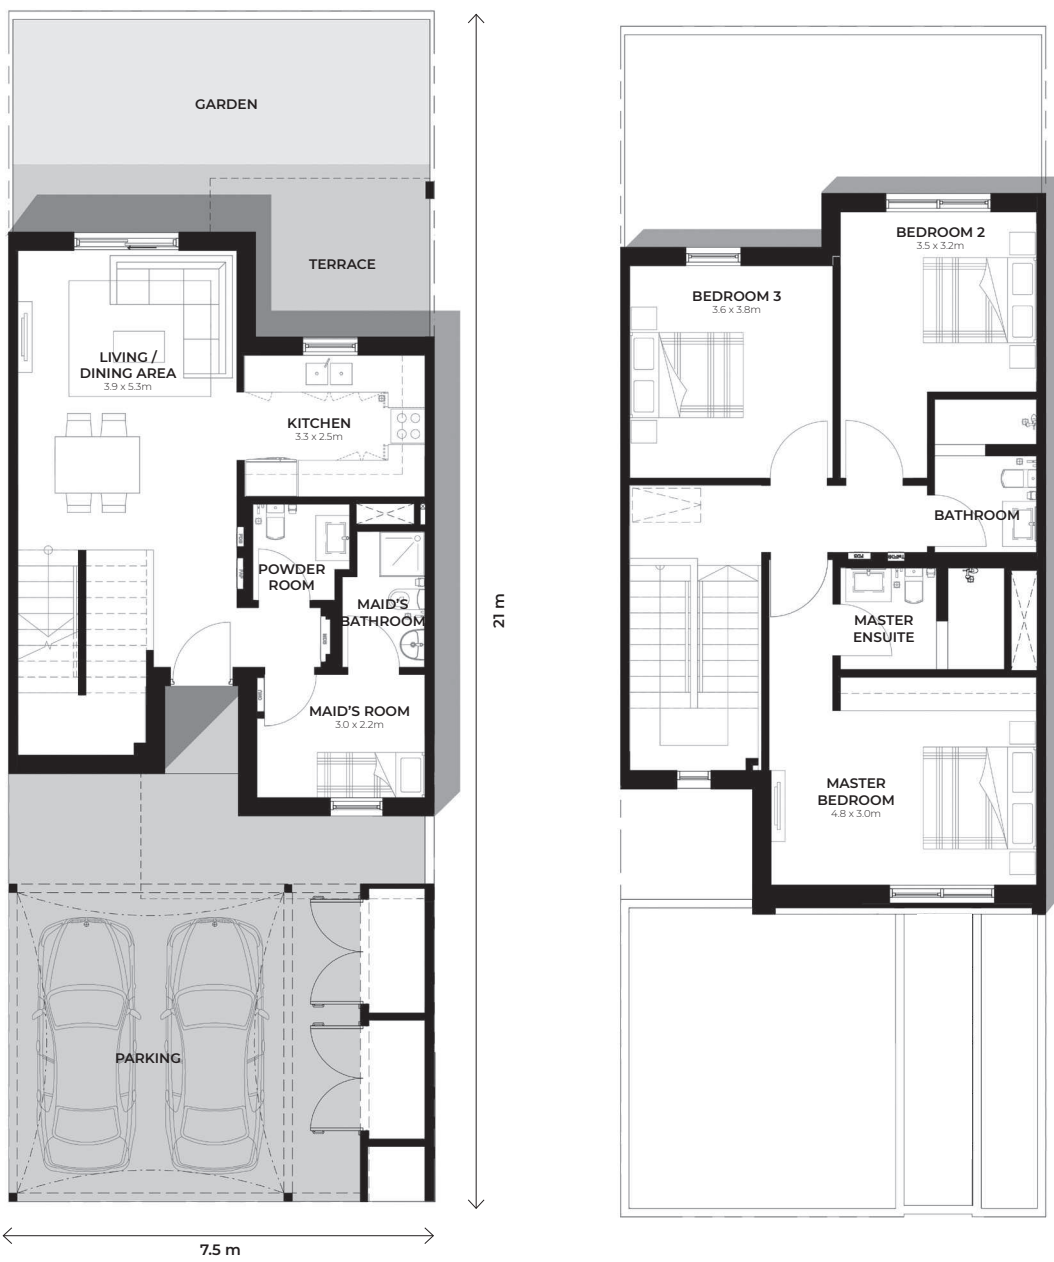 GARDEN
TERRACE
LIVING /
DINING AREA
3.9 x 5.3m
KITCHEN
3.3 x 2.5m
POWDER
ROOM
MAID'S
BATHROOM
MAID'S ROOM
3.0 x 2.2m
PARKING
7.5 m
21 m
BEDROOM 2
3.5 x 3.2m
BEDROOM 3
3.6 x 3.8m
BATHROOM
MASTER
ENSUITE
MASTER
BEDROOM
4.8 x 3.0m